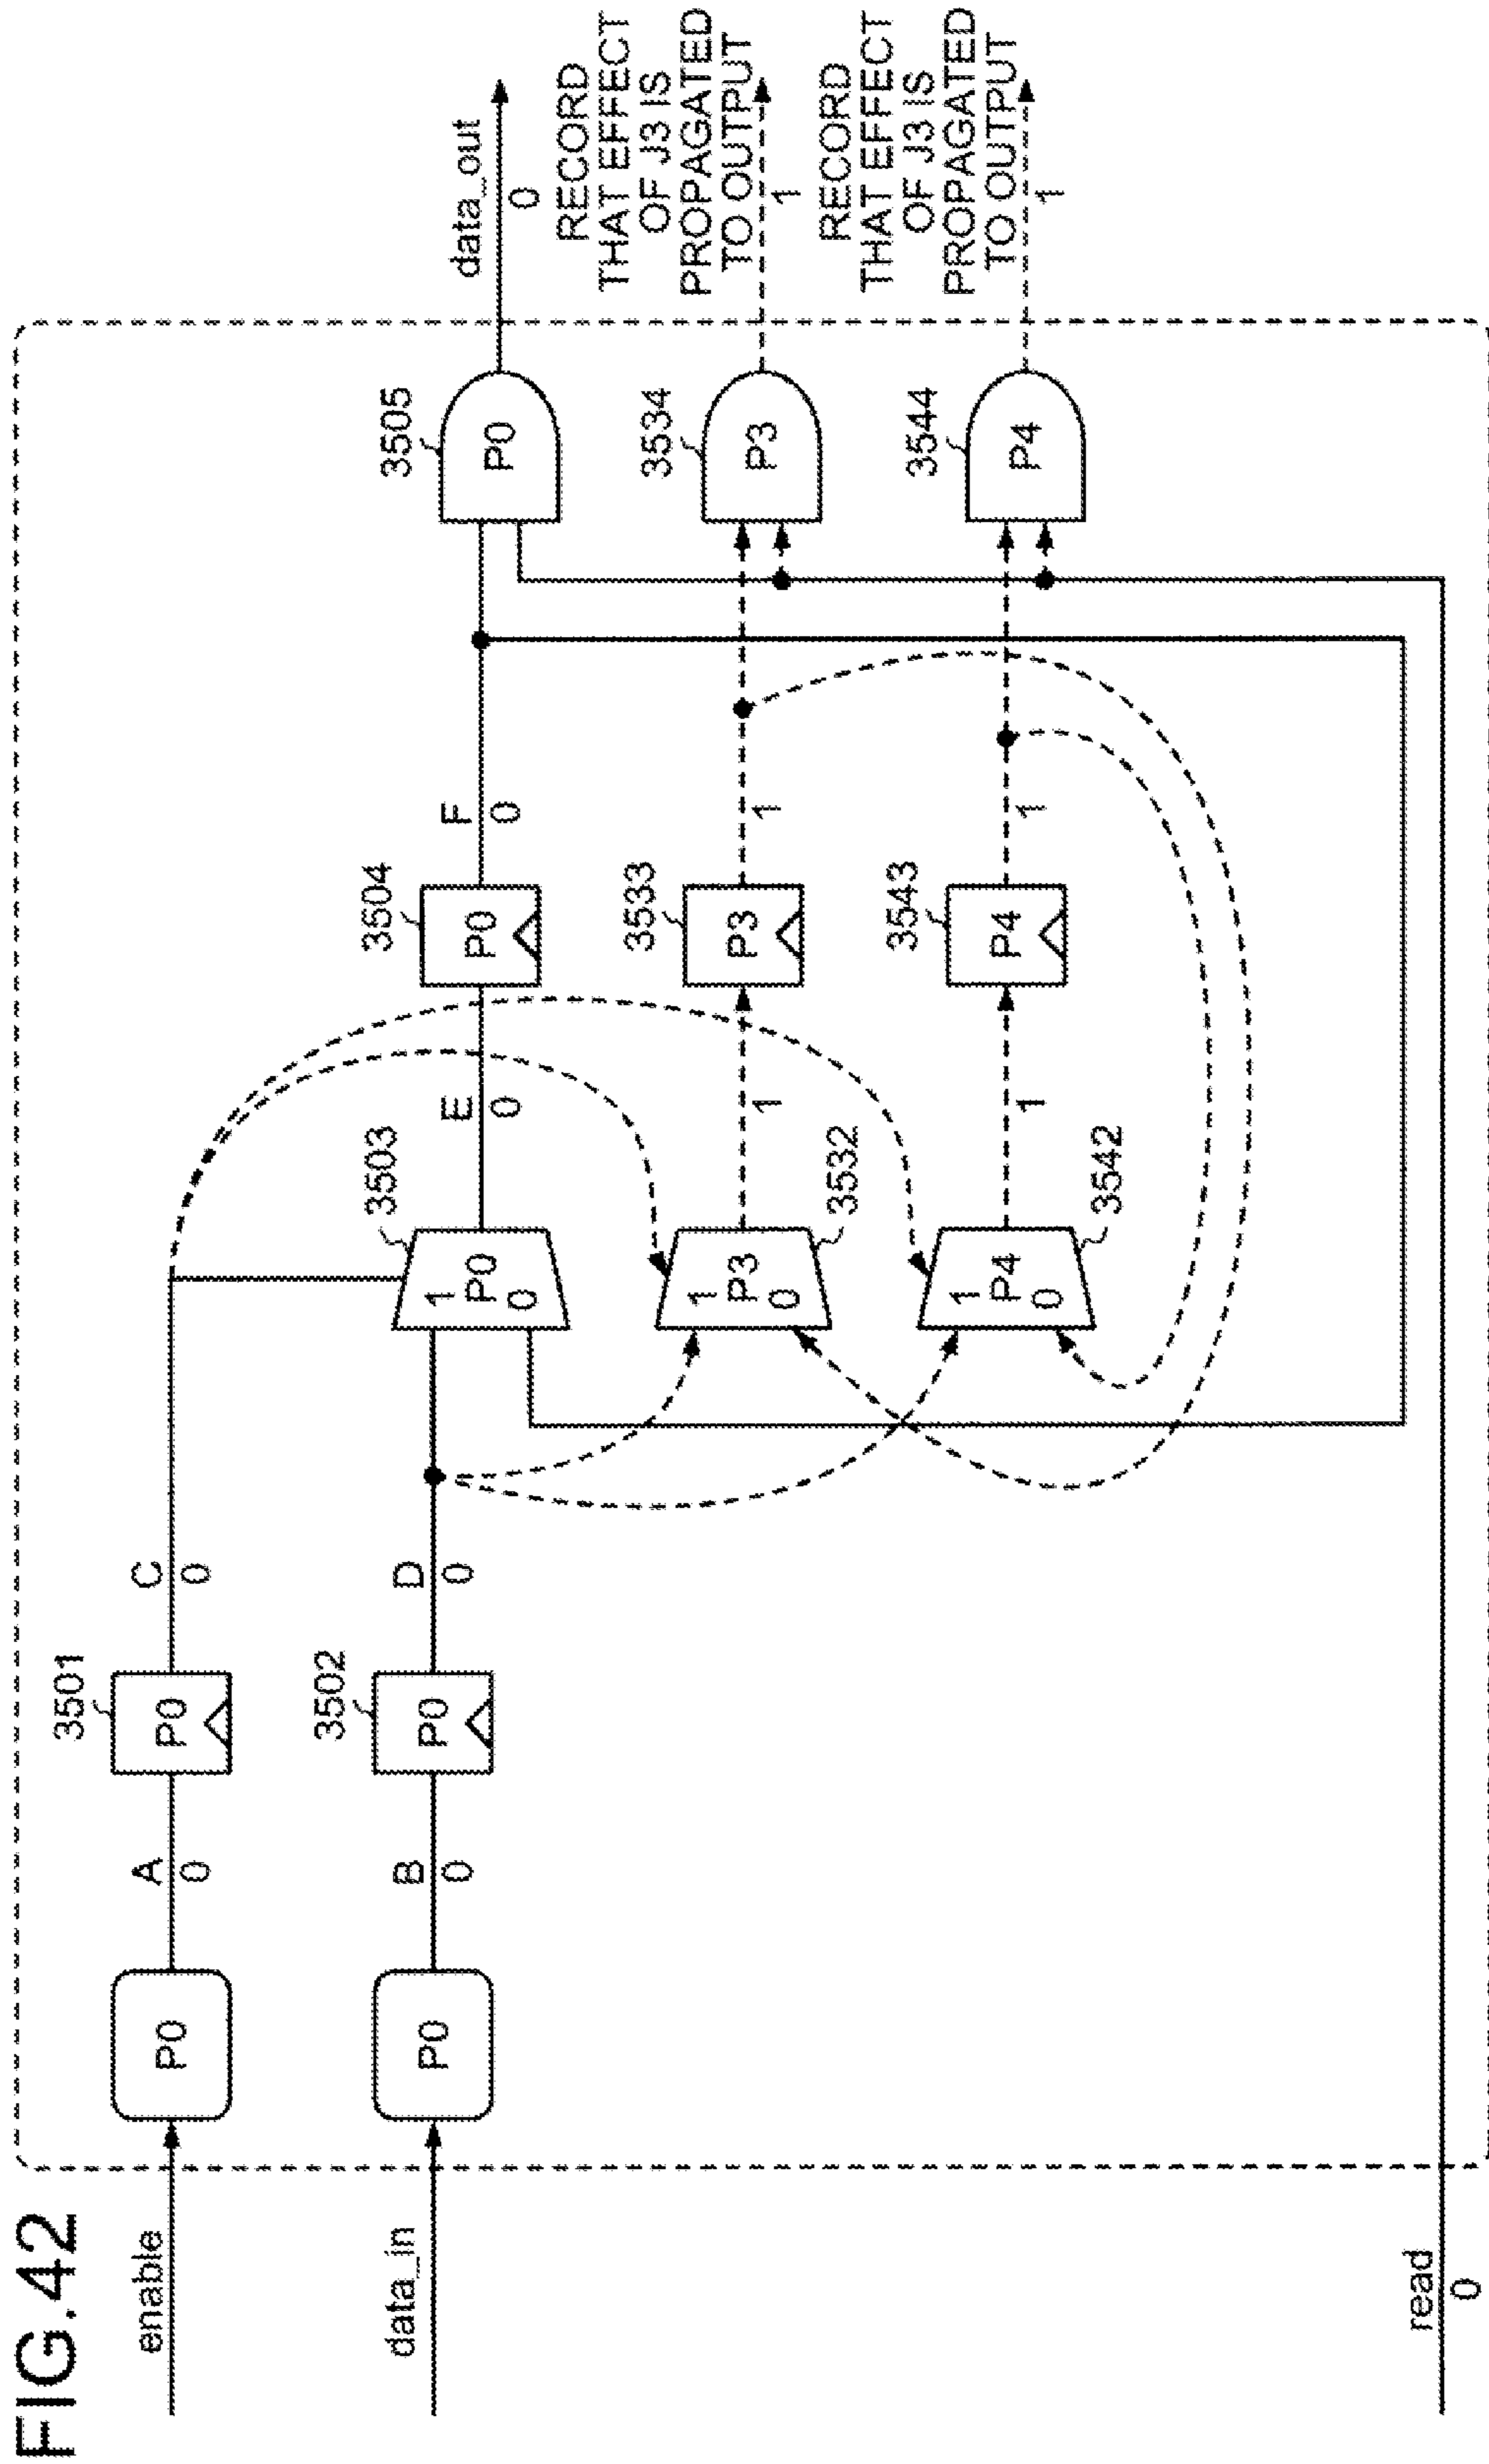 FIG.42
enable
P0
A
0
3501
P0
C
0
data_in
P0
B
0
3502
P0
D
0
3503
1
P0
0
E
0
3504
P0
F
0
3505
P0
data_out
0
1
P3
0
3532
1
3533
P3
1
3534
P3
RECORD
THAT EFFECT
OF J3 IS
PROPAGATED
TO OUTPUT
1
1
P4
0
3542
1
3543
P4
1
3544
P4
RECORD
THAT EFFECT
OF J3 IS
PROPAGATED
TO OUTPUT
1
read
0